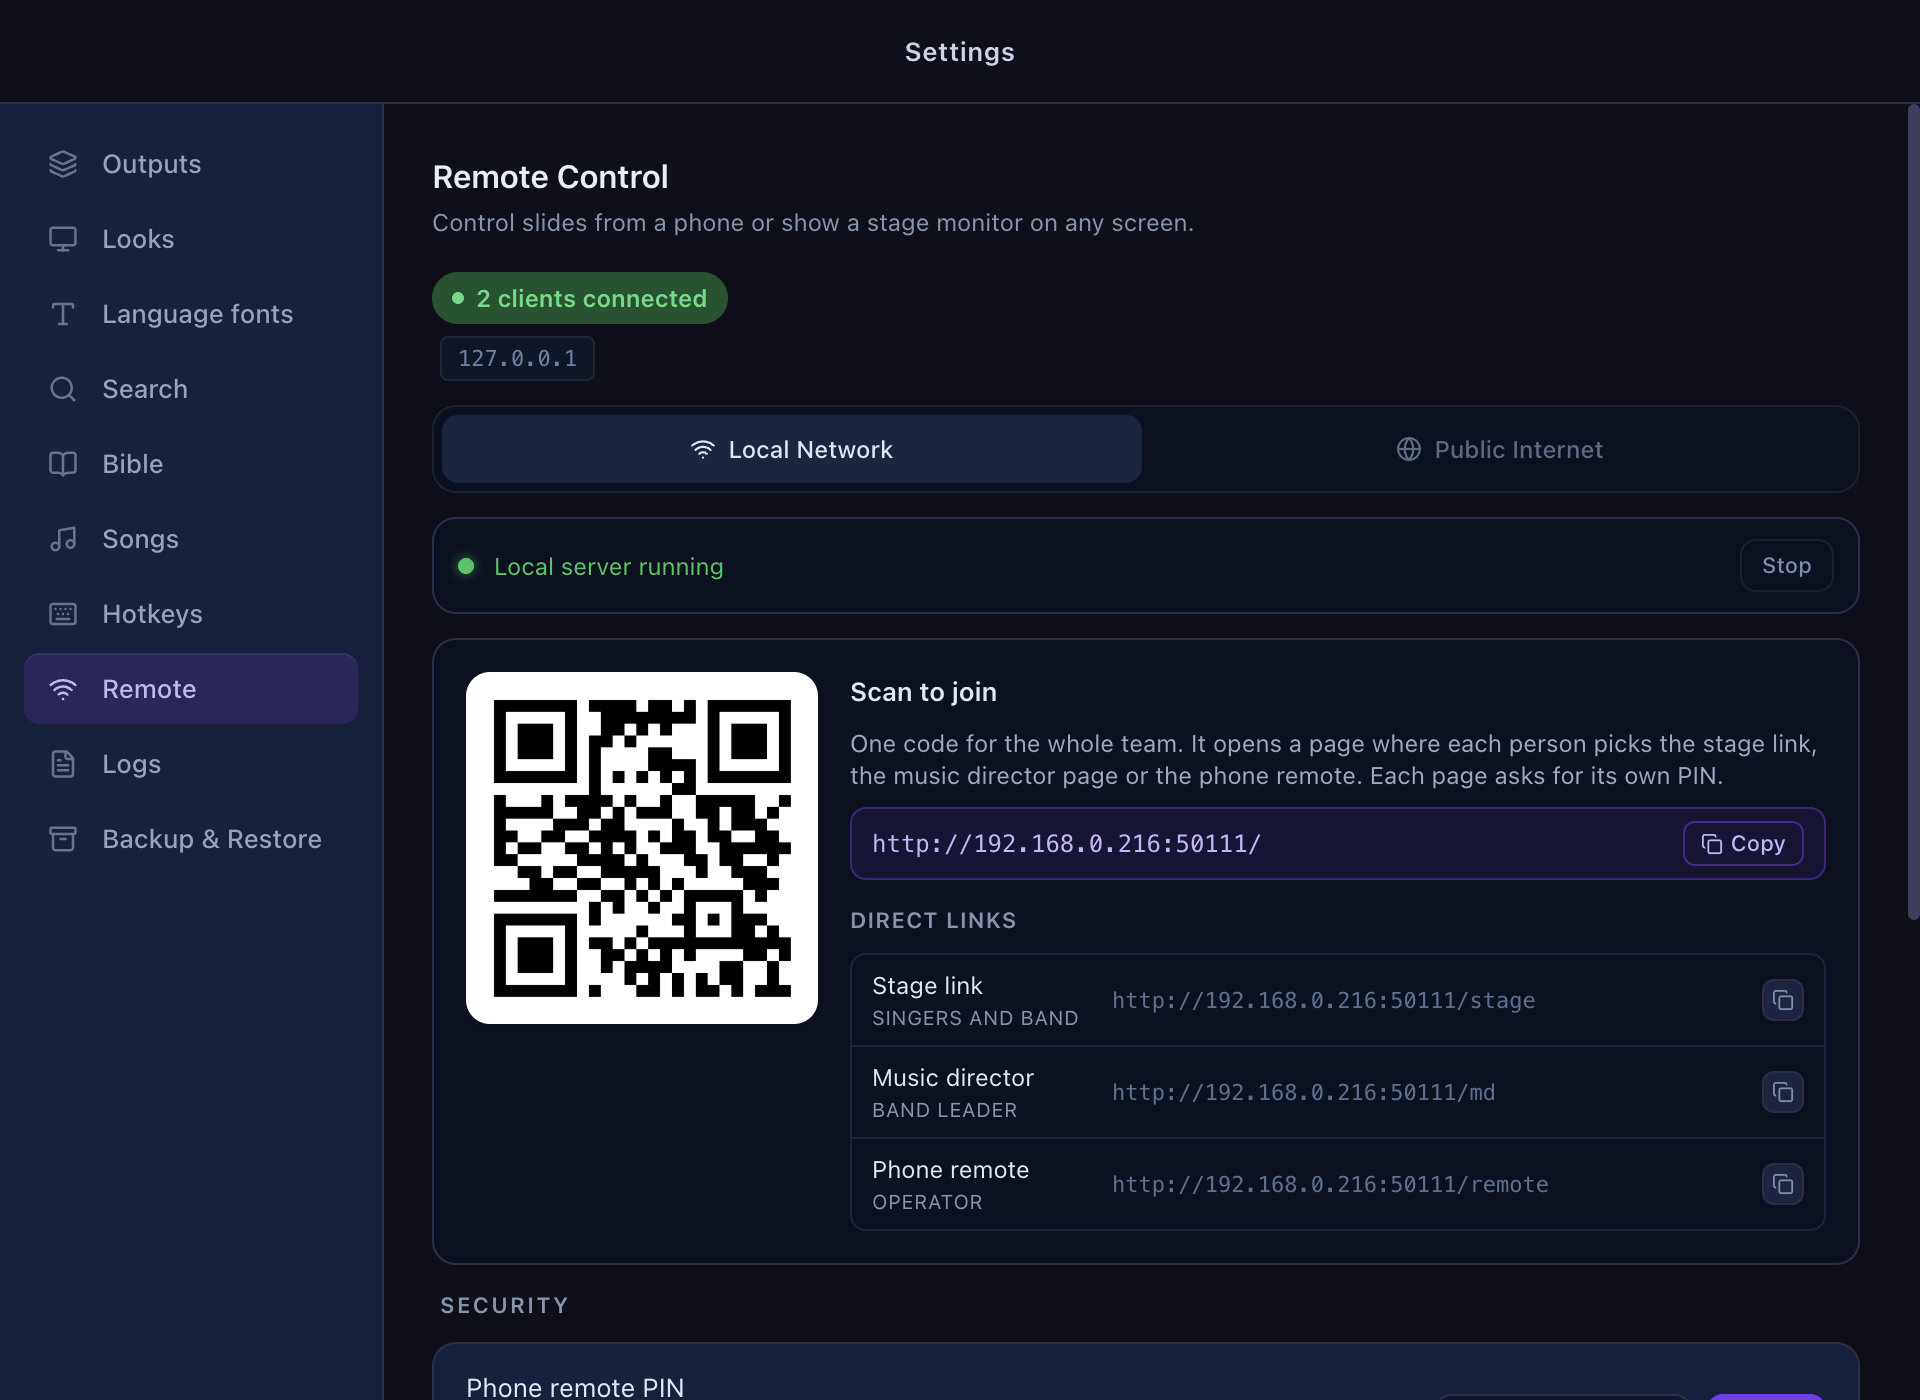 Settings
Outputs
Looks
Language fonts
Search
Bible
Songs
Hotkeys
Remote
Logs
Backup & Restore
Remote Control
Control slides from a phone or show a stage monitor on any screen.
2 clients connected
127.0.0.1
Local Network
Public Internet
Local server running
Stop
Scan to join
One code for the whole team. It opens a page where each person picks the stage link,
the music director page or the phone remote. Each page asks for its own PIN.
http://192.168.0.216:50111/
Copy
DIRECT LINKS
Stage link
SINGERS AND BAND
http://192.168.0.216:50111/stage
Music director
BAND LEADER
http://192.168.0.216:50111/md
Phone remote
OPERATOR
http://192.168.0.216:50111/remote
SECURITY
Phone remote PIN